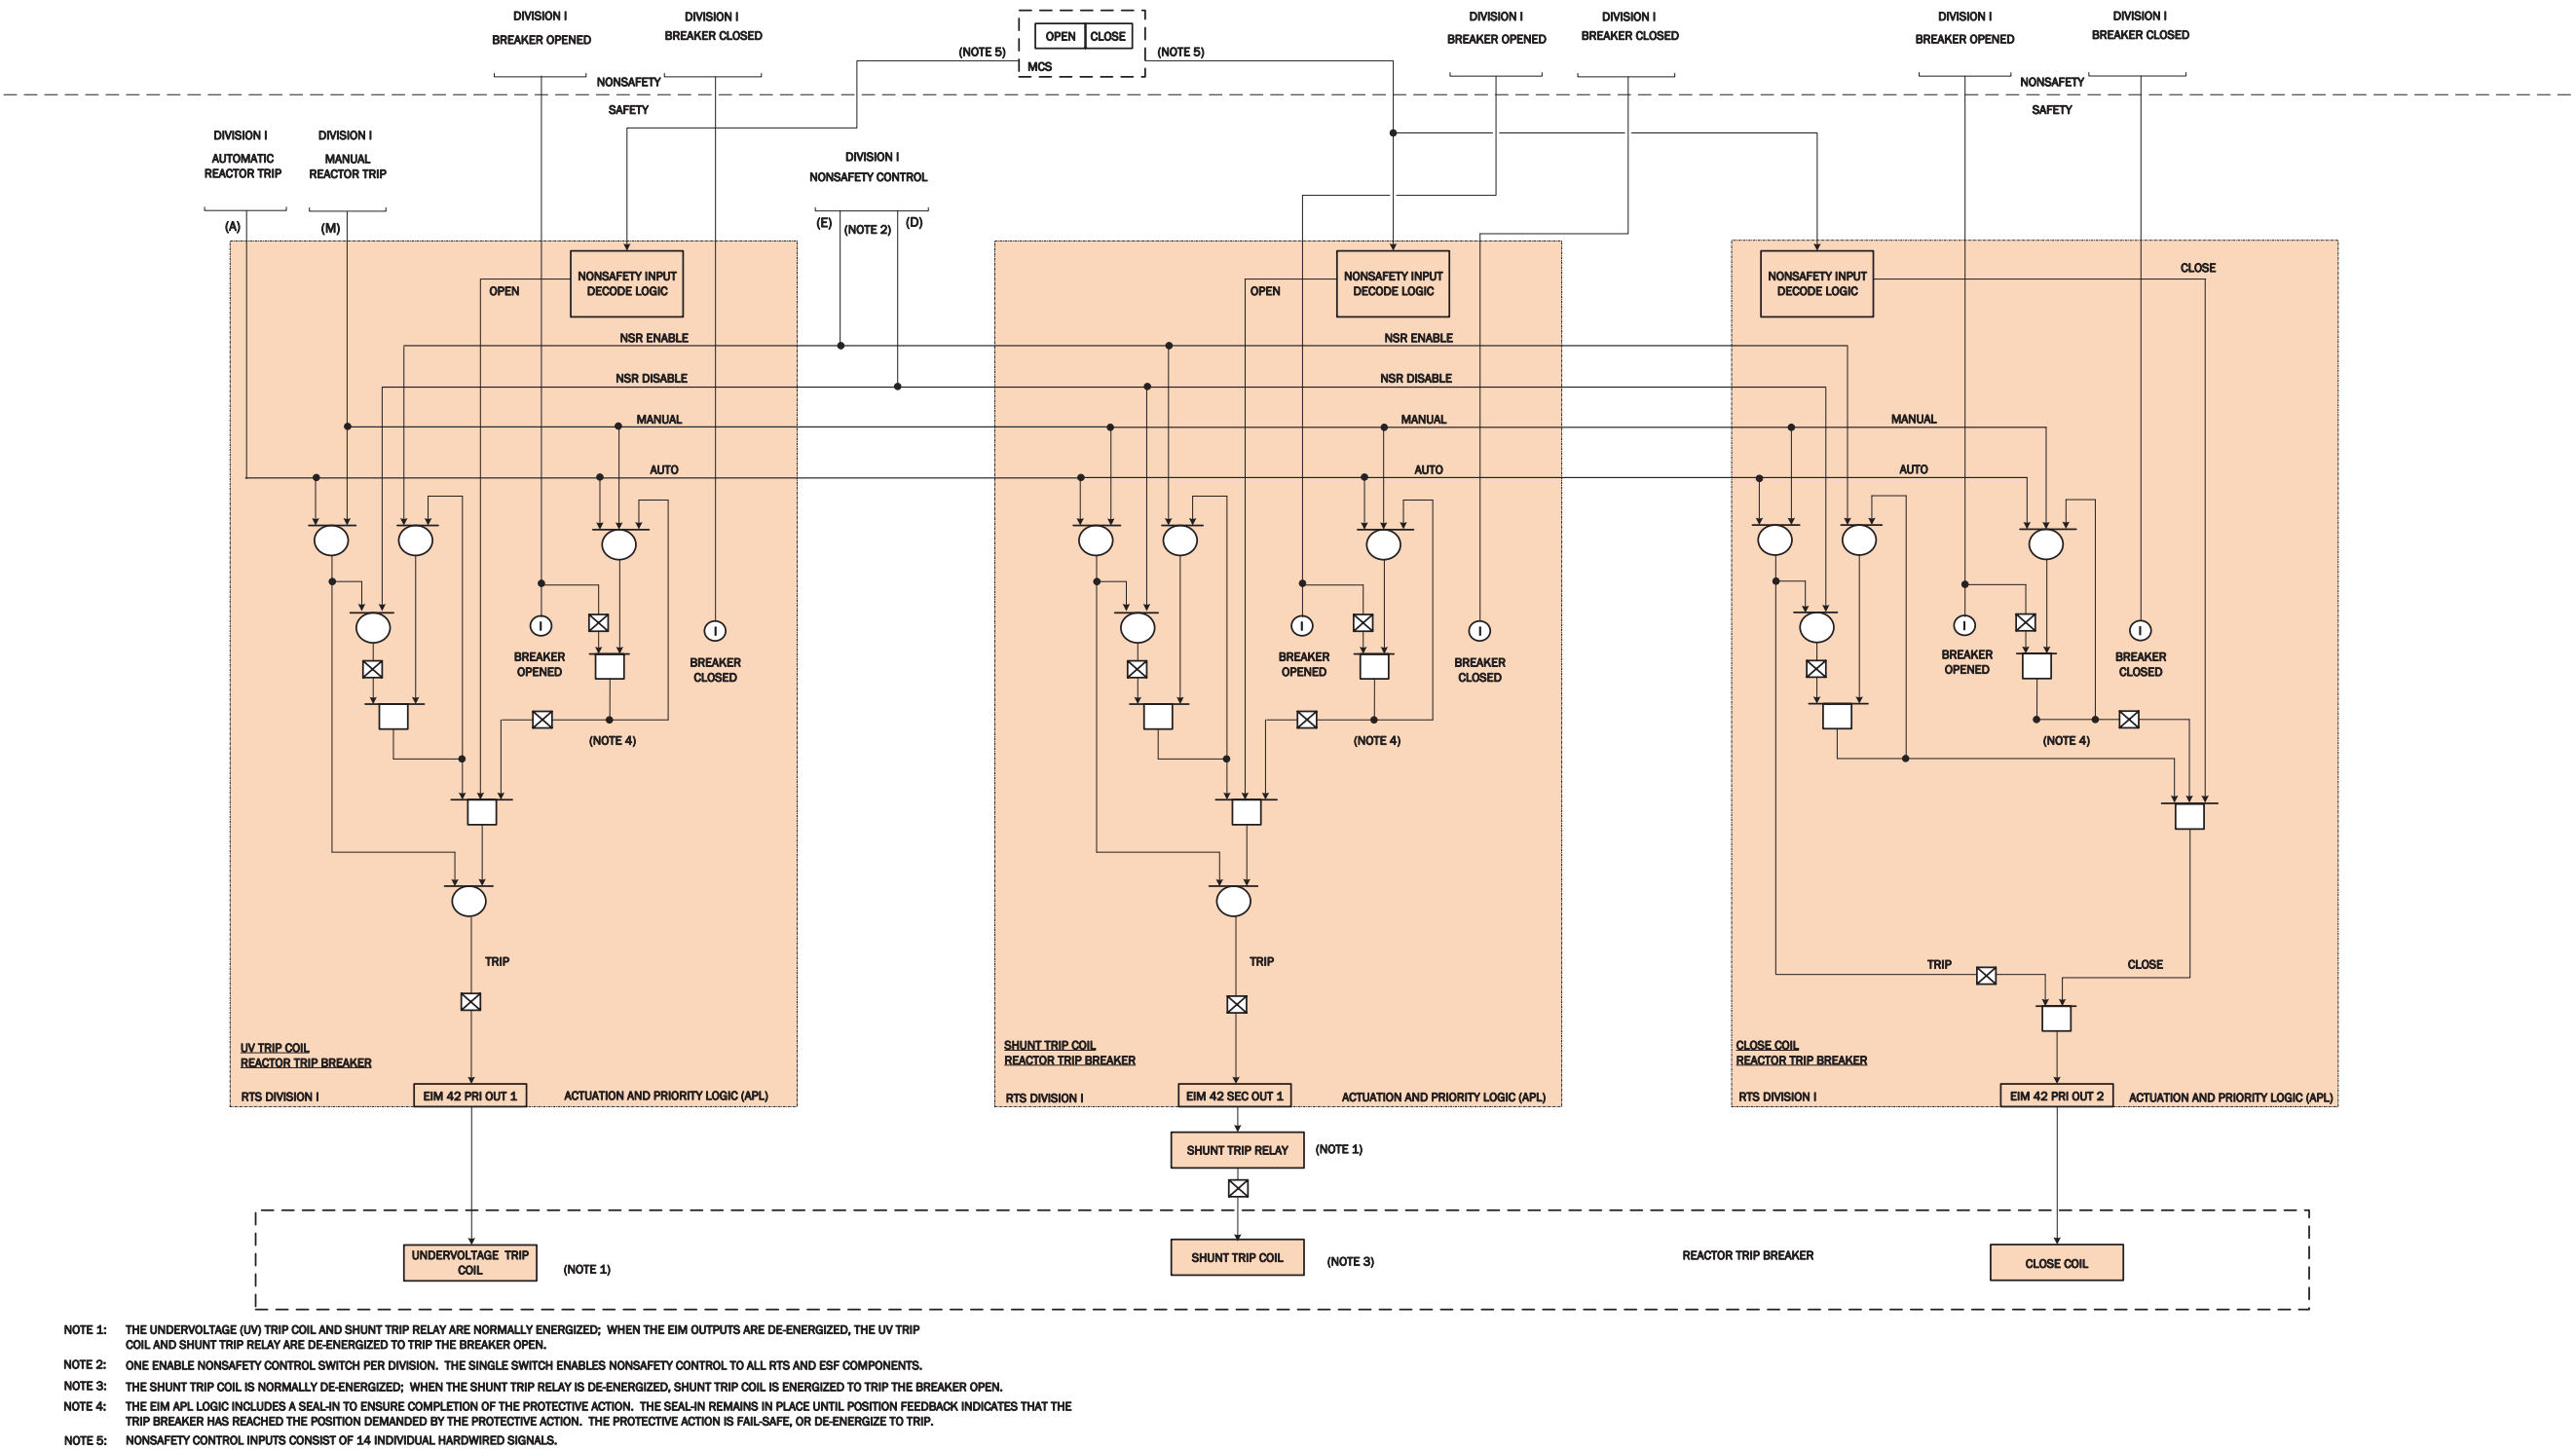 DIVISION I
BREAKER OPENED
DIVISION I
BREAKER CLOSED
(NOTE 5)
OPEN
CLOSE
MCS
(NOTE 5)
DIVISION I
BREAKER OPENED
DIVISION I
BREAKER CLOSED
DIVISION I
BREAKER OPENED
DIVISION I
BREAKER CLOSED
NONSAFETY
SAFETY
NONSAFETY
SAFETY
DIVISION I
AUTOMATIC
REACTOR TRIP
(A)
DIVISION I
MANUAL
REACTOR TRIP
(M)
DIVISION I
NONSAFETY CONTROL
(E)
(NOTE 2)
(D)
NONSAFETY INPUT
DECODE LOGIC
OPEN
NSR ENABLE
NSR DISABLE
MANUAL
AUTO
I
BREAKER
OPENED
I
BREAKER
CLOSED
(NOTE 4)
TRIP
UV TRIP COIL
REACTOR TRIP BREAKER
RTS DIVISION I
EIM 42 PRI OUT 1
ACTUATION AND PRIORITY LOGIC (APL)
NONSAFETY INPUT
DECODE LOGIC
OPEN
NSR ENABLE
NSR DISABLE
MANUAL
AUTO
I
BREAKER
OPENED
I
BREAKER
CLOSED
(NOTE 4)
TRIP
SHUNT TRIP COIL
REACTOR TRIP BREAKER
RTS DIVISION I
EIM 42 SEC OUT 1
ACTUATION AND PRIORITY LOGIC (APL)
NONSAFETY INPUT
DECODE LOGIC
CLOSE
MANUAL
AUTO
I
BREAKER
OPENED
I
BREAKER
CLOSED
(NOTE 4)
TRIP
CLOSE
CLOSE COIL
REACTOR TRIP BREAKER
RTS DIVISION I
EIM 42 PRI OUT 2
ACTUATION AND PRIORITY LOGIC (APL)
SHUNT TRIP RELAY
(NOTE 1)
UNDERVOLTAGE TRIP
COIL
(NOTE 1)
SHUNT TRIP COIL
(NOTE 3)
REACTOR TRIP BREAKER
CLOSE COIL
NOTE 1: THE UNDERVOLTAGE (UV) TRIP COIL AND SHUNT TRIP RELAY ARE NORMALLY ENERGIZED; WHEN THE EIM OUTPUTS ARE DE-ENERGIZED, THE UV TRIP
COIL AND SHUNT TRIP RELAY ARE DE-ENERGIZED TO TRIP THE BREAKER OPEN.
NOTE 2: ONE ENABLE NONSAFETY CONTROL SWITCH PER DIVISION. THE SINGLE SWITCH ENABLES NONSAFETY CONTROL TO ALL RTS AND ESF COMPONENTS.
NOTE 3: THE SHUNT TRIP COIL IS NORMALLY DE-ENERGIZED; WHEN THE SHUNT TRIP RELAY IS DE-ENERGIZED, SHUNT TRIP COIL IS ENERGIZED TO TRIP THE BREAKER OPEN.
NOTE 4: THE EIM APL LOGIC INCLUDES A SEAL-IN TO ENSURE COMPLETION OF THE PROTECTIVE ACTION. THE SEAL-IN REMAINS IN PLACE UNTIL POSITION FEEDBACK INDICATES THAT THE
TRIP BREAKER HAS REACHED THE POSITION DEMANDED BY THE PROTECTIVE ACTION. THE PROTECTIVE ACTION IS FAIL-SAFE, OR DE-ENERGIZE TO TRIP.
NOTE 5: NONSAFETY CONTROL INPUTS CONSIST OF 14 INDIVIDUAL HARDWIRED SIGNALS.